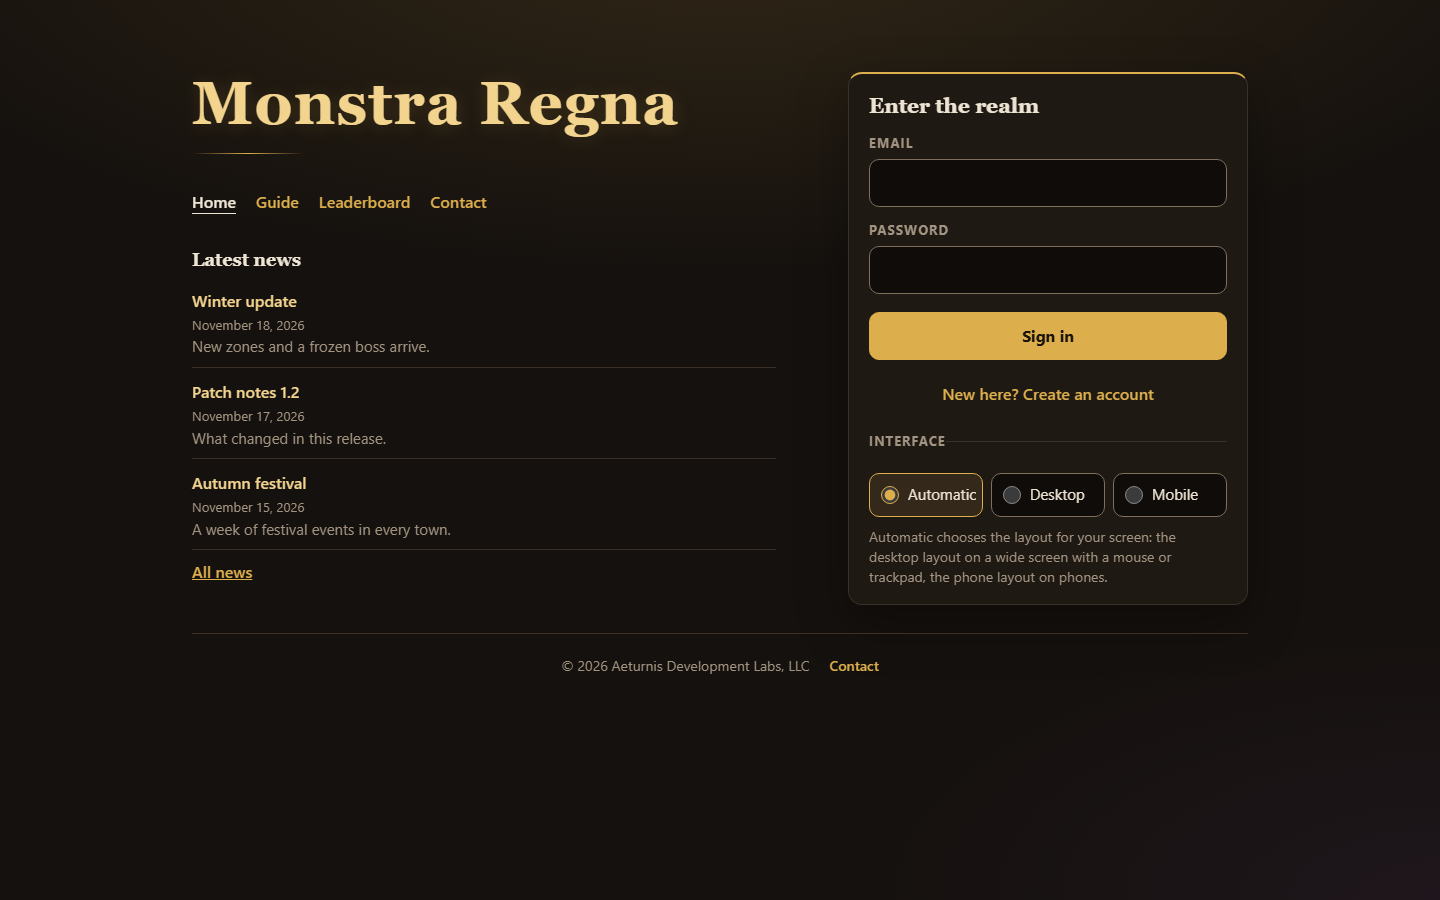 Monstra Regna
Home Guide Leaderboard Contact
Latest news
Winter update
November 18, 2026
New zones and a frozen boss arrive.
Patch notes 1.2
November 17, 2026
What changed in this release.
Autumn festival
November 15, 2026
A week of festival events in every town.
All news
Enter the realm
EMAIL
PASSWORD
Sign in
New here? Create an account
INTERFACE
Automatic Desktop Mobile
Automatic chooses the layout for your screen: the
desktop layout on a wide screen with a mouse or
trackpad, the phone layout on phones.
© 2026 Aeturnis Development Labs, LLC Contact